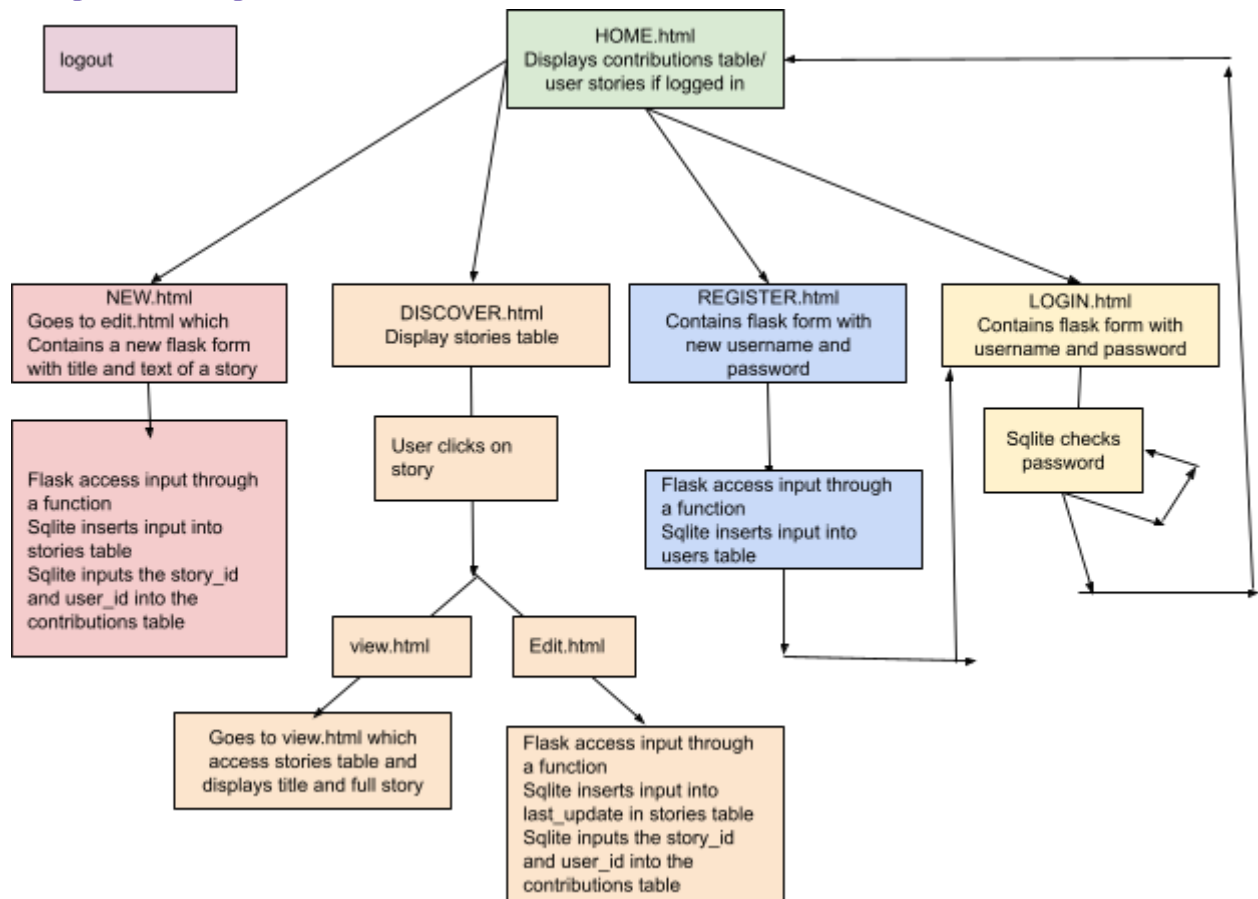 logout
HOME.html
Displays contributions table/
user stories if logged in
NEW.html
Goes to edit.html which
Contains a new flask form
with title and text of a story
DISCOVER.html
Display stories table
REGISTER.html
Contains flask form with
new username and
password
LOGIN.html
Contains flask form with
username and password
User clicks on
story
Sqlite checks
password
Flask access input through
a function
Sqlite inserts input into
stories table
Sqlite inputs the story_id
and user_id into the
contributions table
Flask access input through
a function
Sqlite inserts input into
users table
view.html
Edit.html
Goes to view.html which
access stories table and
displays title and full story
Flask access input through
a function
Sqlite inserts input into
last_update in stories table
Sqlite inputs the story_id
and user_id into the
contributions table